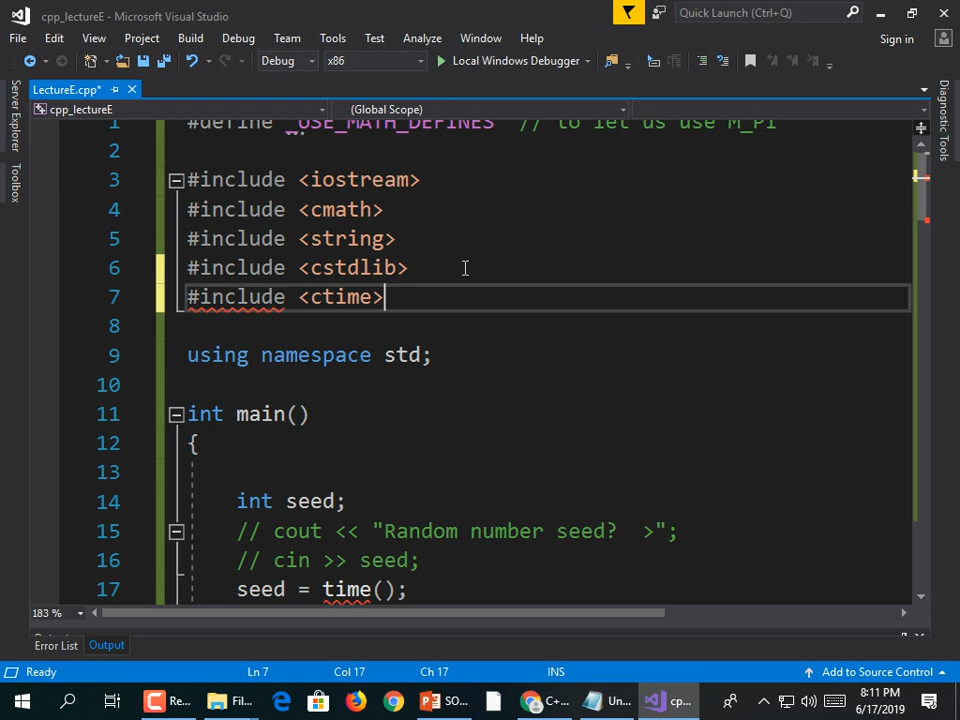 cpp_lectureE - Microsoft Visual Studio
Quick Launch (Ctrl+Q)
File Edit View Project Build Debug Team Tools Test Analyze Window Help
Sign in
Debug x86 Local Windows Debugger
LectureE.cpp*
cpp_lectureE (Global Scope)
Server Explorer
Toolbox
Diagnostic Tools
1 #define _USE_MATH_DEFINES // to let us use M_PI
2
3 #include <iostream>
4 #include <cmath>
5 #include <string>
6 #include <cstdlib>
7 #include <ctime>
8
9 using namespace std;
10
11 int main()
12 {
13
14 int seed;
15 // cout << "Random number seed?  >";
16 // cin >> seed;
17 seed = time();
183 %
Error List Output
Ready Ln 7 Col 17 Ch 17 INS Add to Source Control
Re... Fil... SO... C+... Un... cp...
8:11 PM
6/17/2019